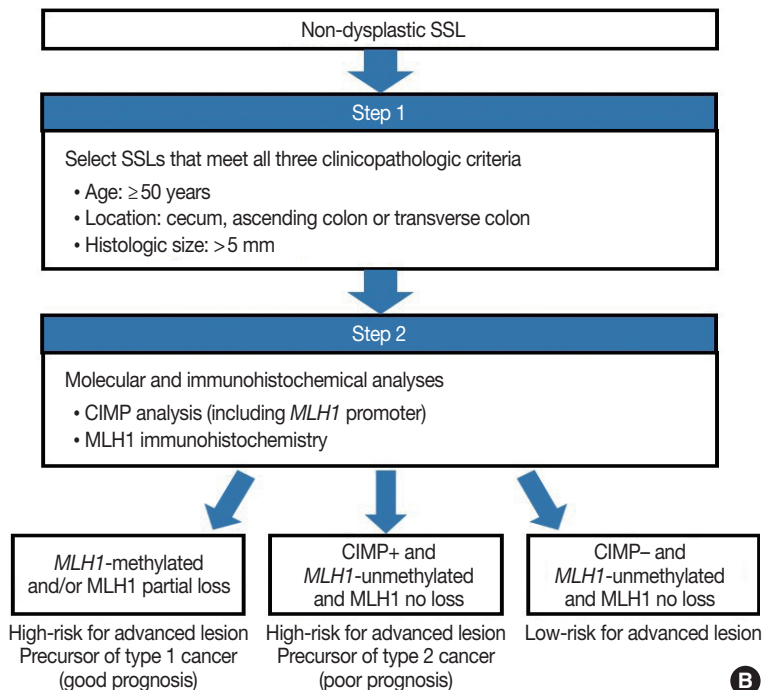 Non-dysplastic SSL
Step 1
Select SSLs that meet all three clinicopathologic criteria
• Age: ≥50 years
• Location: cecum, ascending colon or transverse colon
• Histologic size: >5 mm
Step 2
Molecular and immunohistochemical analyses
• CIMP analysis (including MLH1 promoter)
• MLH1 immunohistochemistry
MLH1-methylated
and/or MLH1 partial loss
High-risk for advanced lesion
Precursor of type 1 cancer
(good prognosis)
CIMP+ and
MLH1-unmethylated
and MLH1 no loss
High-risk for advanced lesion
Precursor of type 2 cancer
(poor prognosis)
CIMP– and
MLH1-unmethylated
and MLH1 no loss
Low-risk for advanced lesion
B